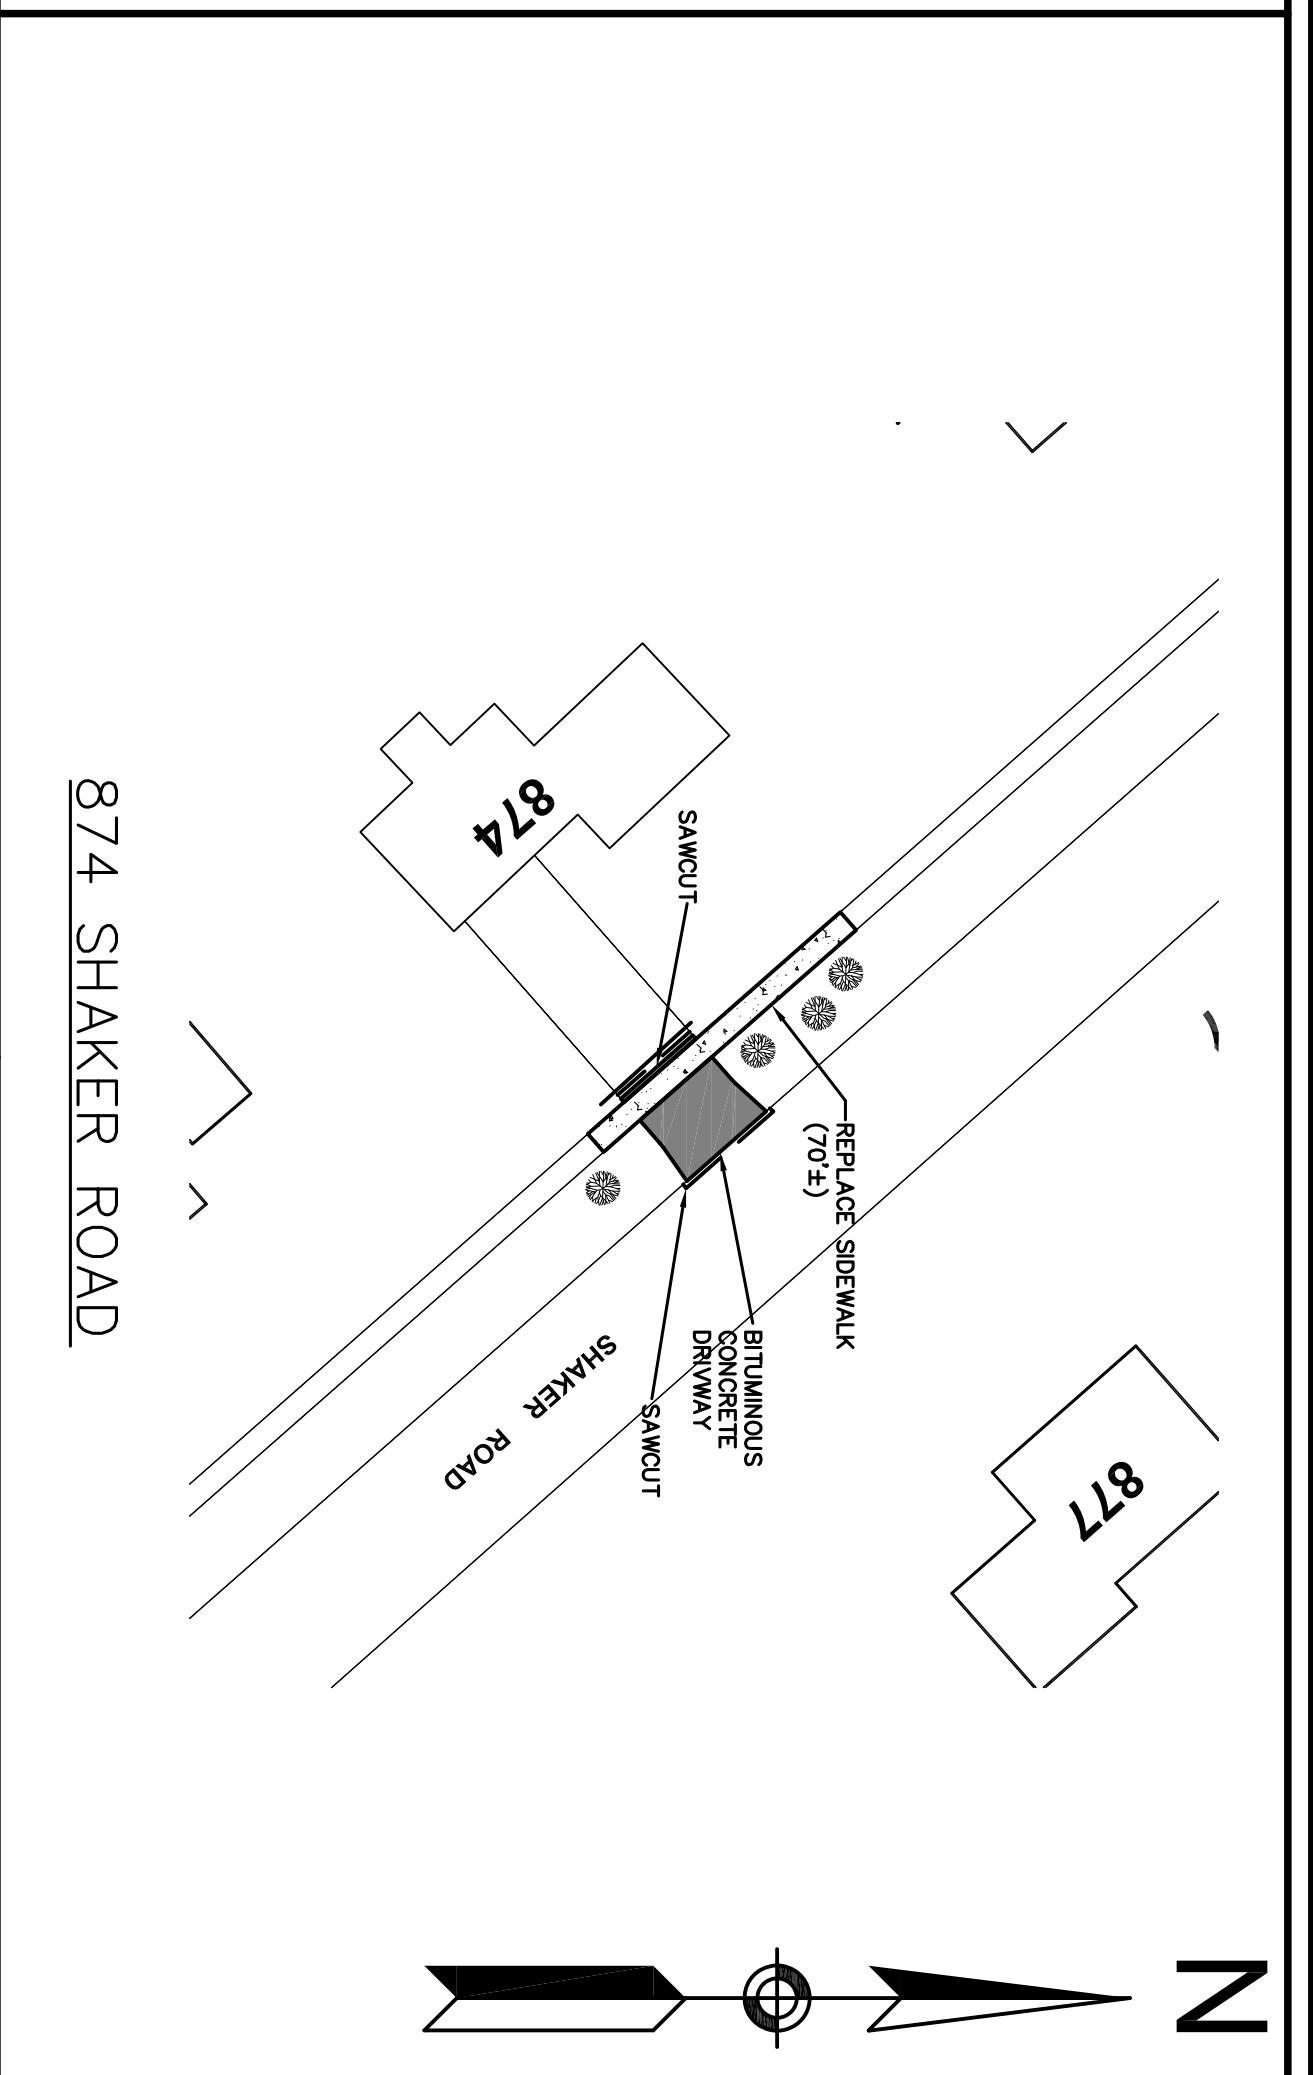 N
877
REPLACE SIDEWALK
(70'±)
BITUMINOUS
CONCRETE
DRIVWAY
SAWCUT
SAWCUT
SHAKER ROAD
874
874 SHAKER ROAD